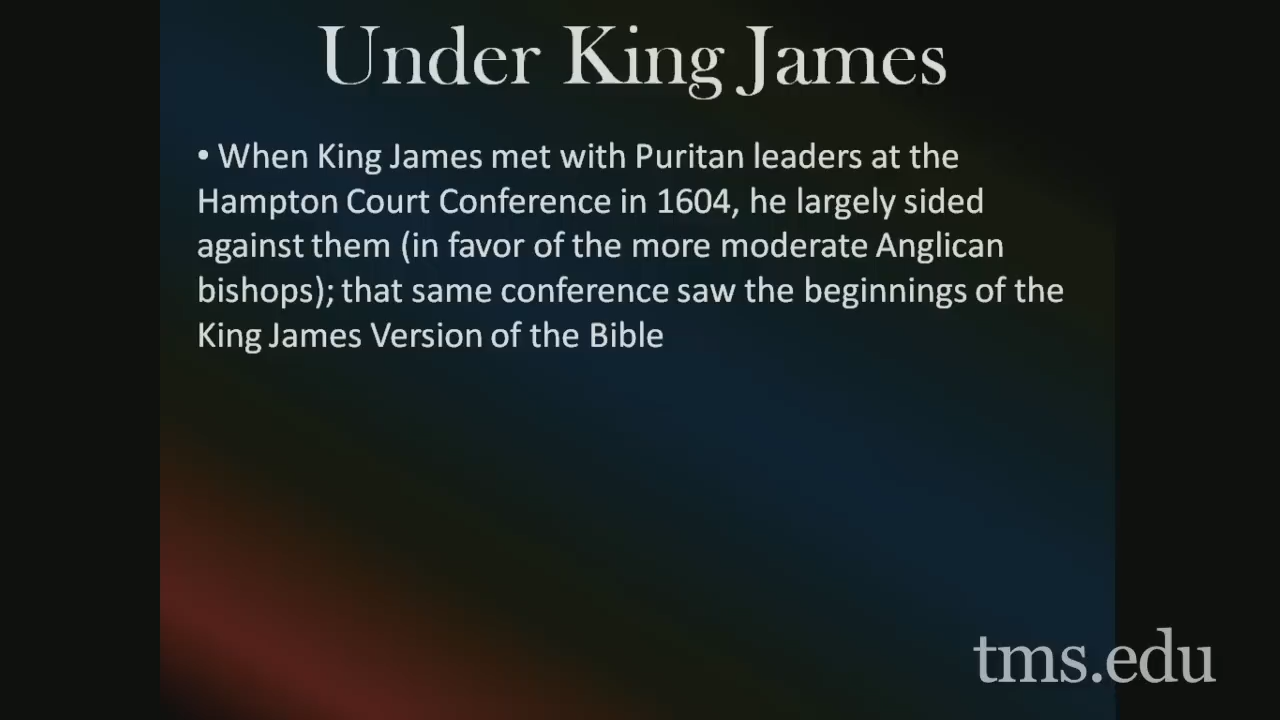 Under King James
• When King James met with Puritan leaders at the
Hampton Court Conference in 1604, he largely sided
against them (in favor of the more moderate Anglican
bishops); that same conference saw the beginnings of the
King James Version of the Bible
tms.edu